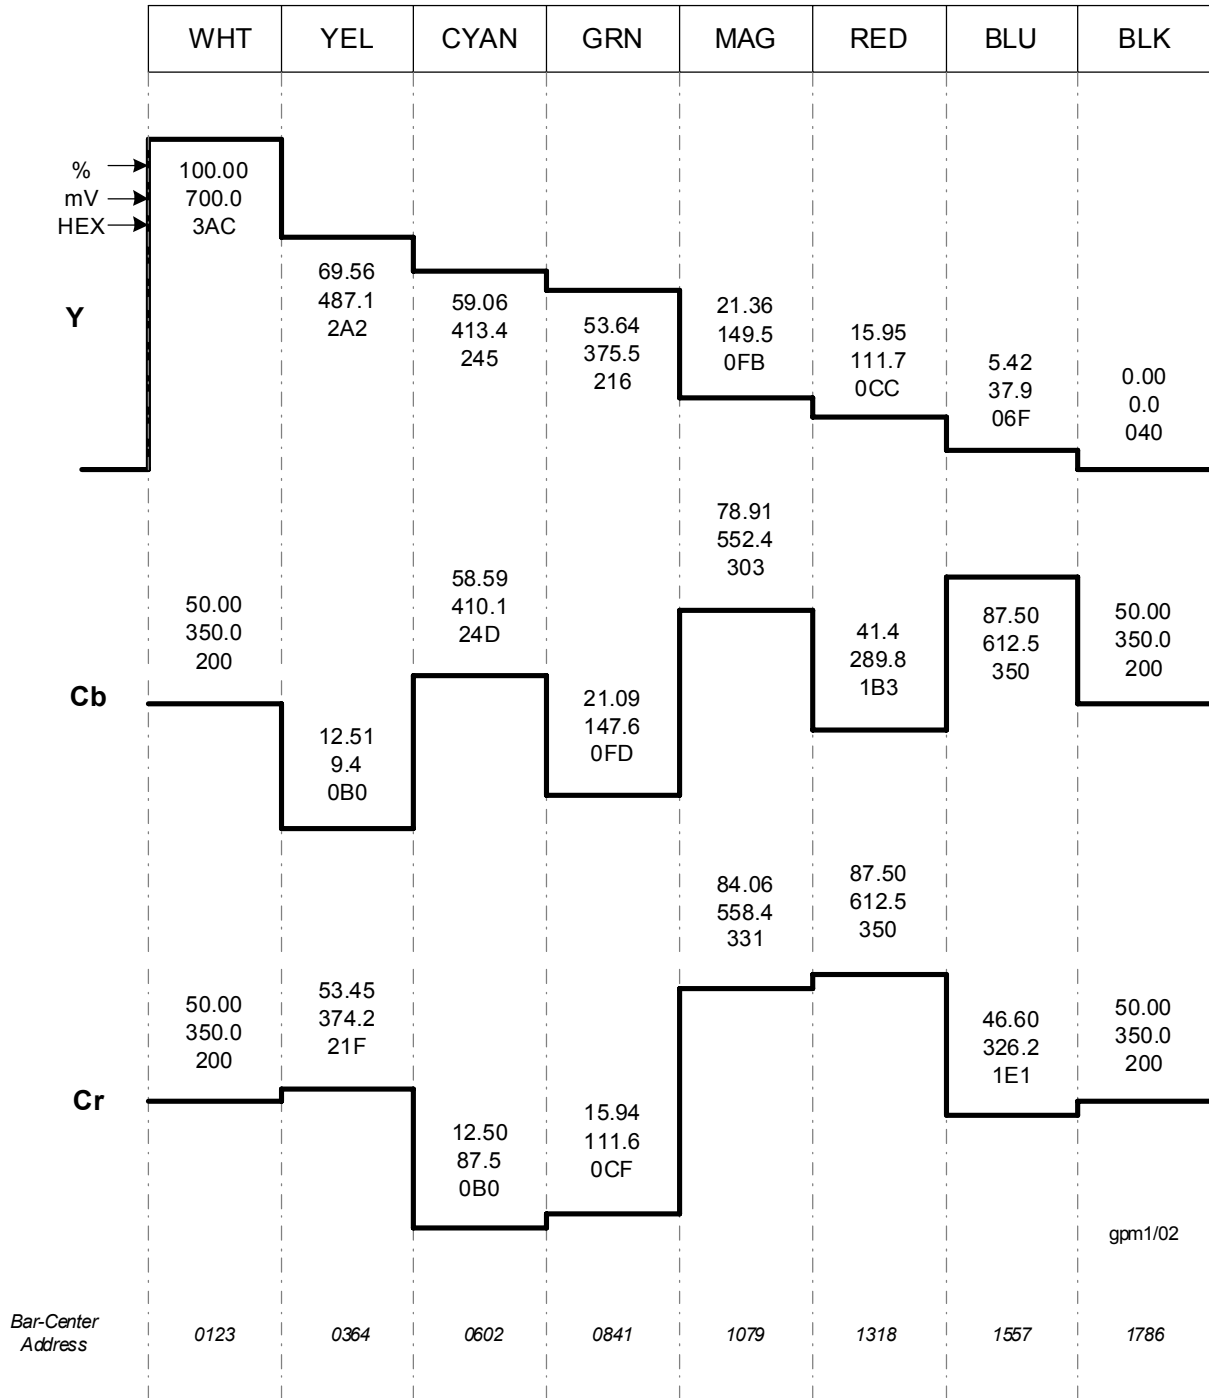 WHT YEL CYAN GRN MAG RED BLU BLK
%
mV
HEX
Y
100.00
700.0
3AC
69.56
487.1
2A2
59.06
413.4
245
53.64
375.5
216
21.36
149.5
0FB
15.95
111.7
0CC
5.42
37.9
06F
0.00
0.0
040
Cb
50.00
350.0
200
12.51
9.4
0B0
58.59
410.1
24D
21.09
147.6
0FD
78.91
552.4
303
41.4
289.8
1B3
87.50
612.5
350
50.00
350.0
200
Cr
50.00
350.0
200
53.45
374.2
21F
12.50
87.5
0B0
15.94
111.6
0CF
84.06
558.4
331
87.50
612.5
350
46.60
326.2
1E1
50.00
350.0
200
gpm1/02
Bar-Center
Address
0123 0364 0602 0841 1079 1318 1557 1786